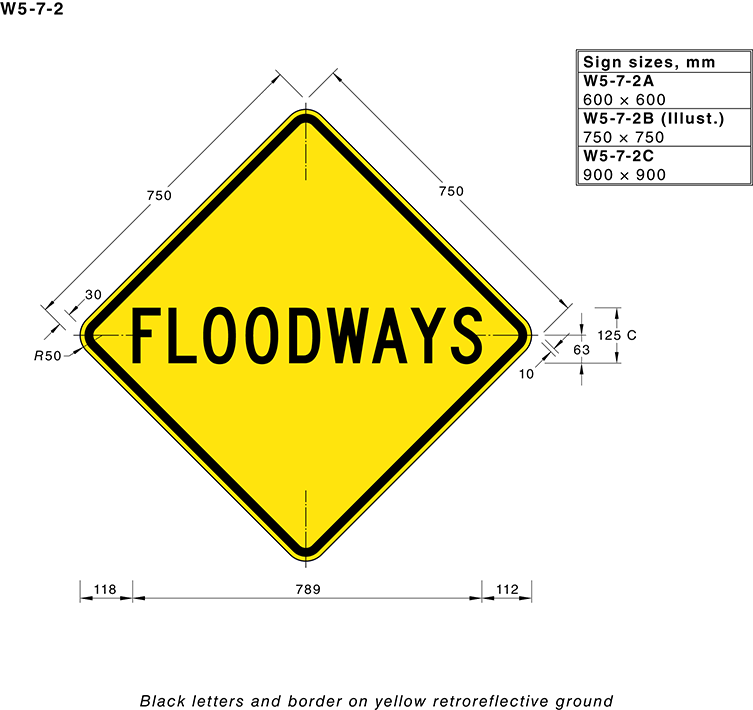 W5-7-2
Sign sizes, mm
W5-7-2A
600 × 600
W5-7-2B (Illust.)
750 × 750
W5-7-2C
900 × 900
750
750
30
FLOODWAYS
125 C
63
R50
10
118
789
112
Black letters and border on yellow retroreflective ground